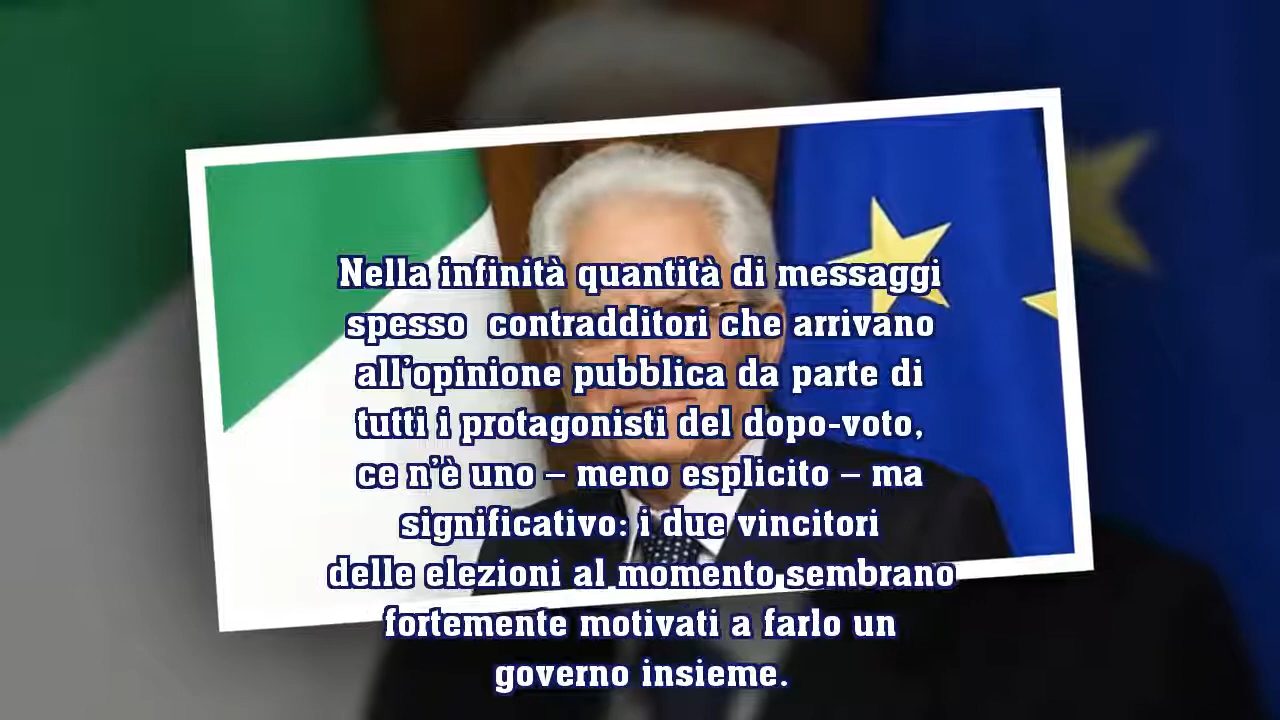 Nella infinità quantità di messaggi
spesso  contradditori che arrivano
all'opinione pubblica da parte di
tutti i protagonisti del dopo-voto,
ce n'è uno – meno esplicito – ma
significativo: i due vincitori
delle elezioni al momento sembrano
fortemente motivati a farlo un
governo insieme.